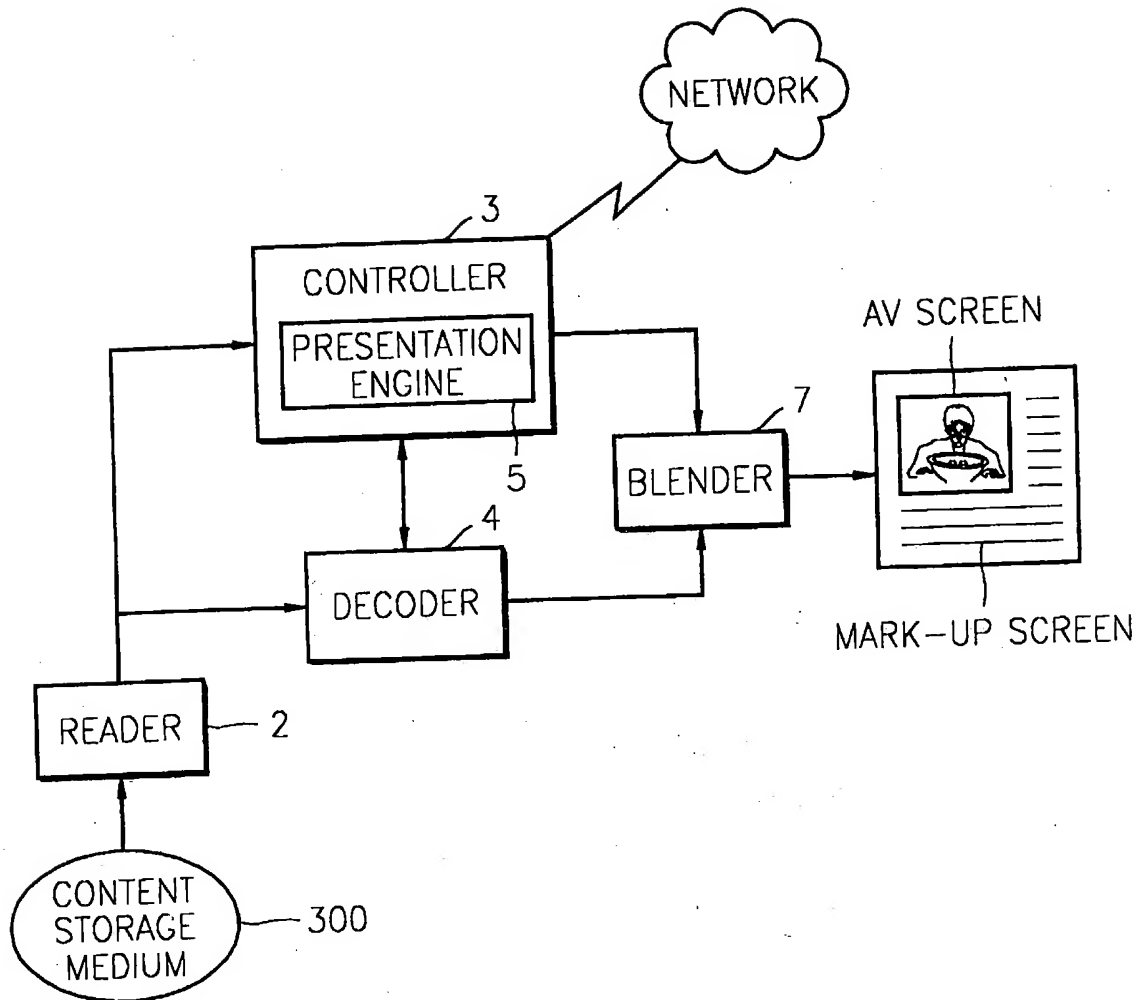 NETWORK
3
CONTROLLER
PRESENTATION
ENGINE
5
AV SCREEN
7
BLENDER
4
DECODER
MARK-UP SCREEN
READER
2
CONTENT
STORAGE
MEDIUM
300